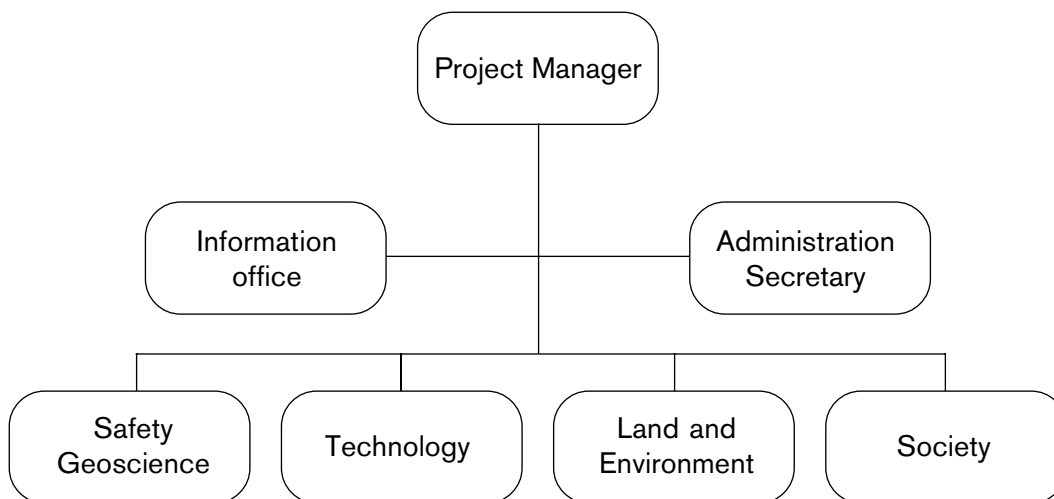 Project Manager
Information
office
Administration
Secretary
Safety
Geoscience
Technology
Land and
Environment
Society